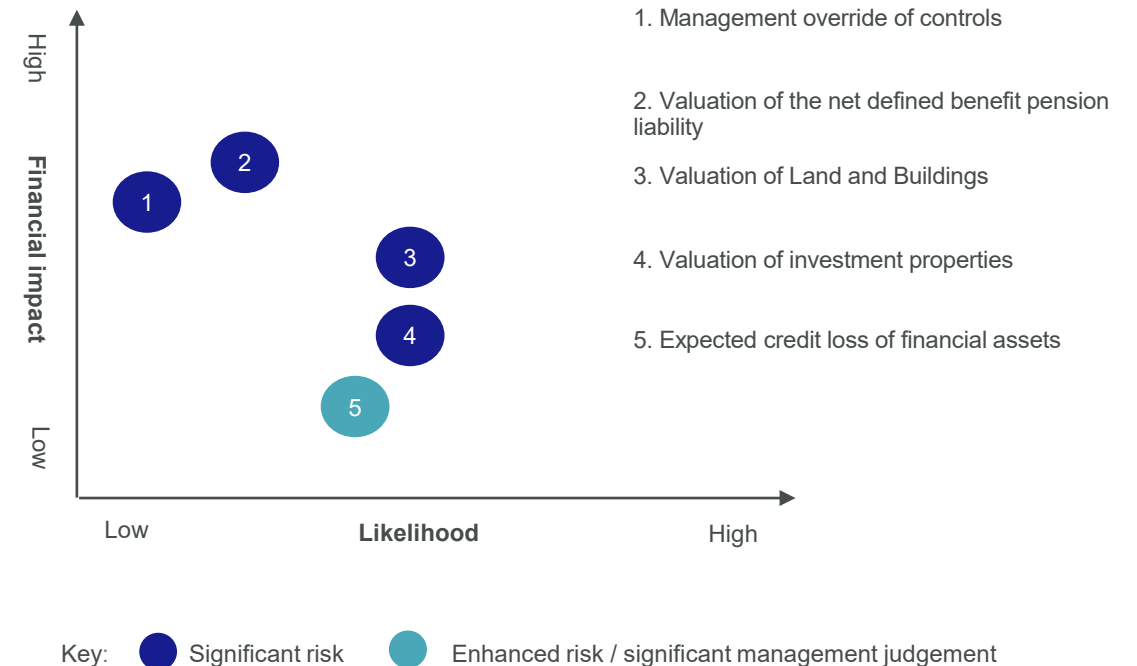 High
Financial impact
Low
1
2
3
4
5
Low
Likelihood
High
1. Management override of controls
2. Valuation of the net defined benefit pension
liability
3. Valuation of Land and Buildings
4. Valuation of investment properties
5. Expected credit loss of financial assets
Key:
Significant risk
Enhanced risk / significant management judgement